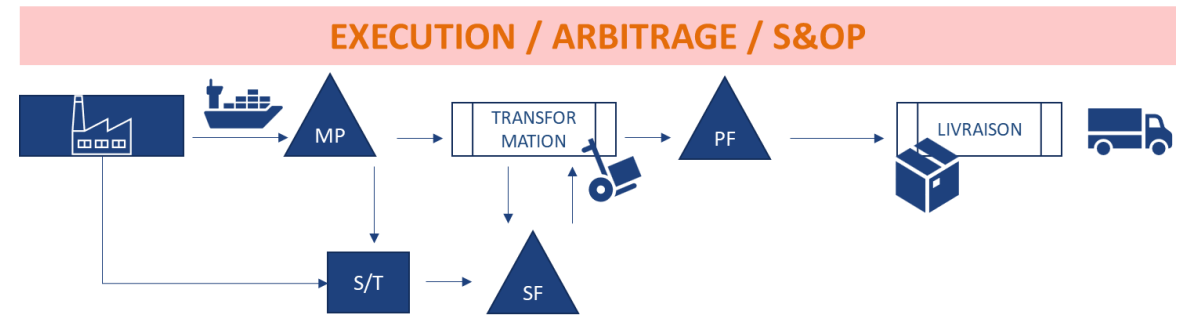 EXECUTION / ARBITRAGE / S&OP
MP
TRANSFOR
MATION
PF
LIVRAISON
S/T
SF